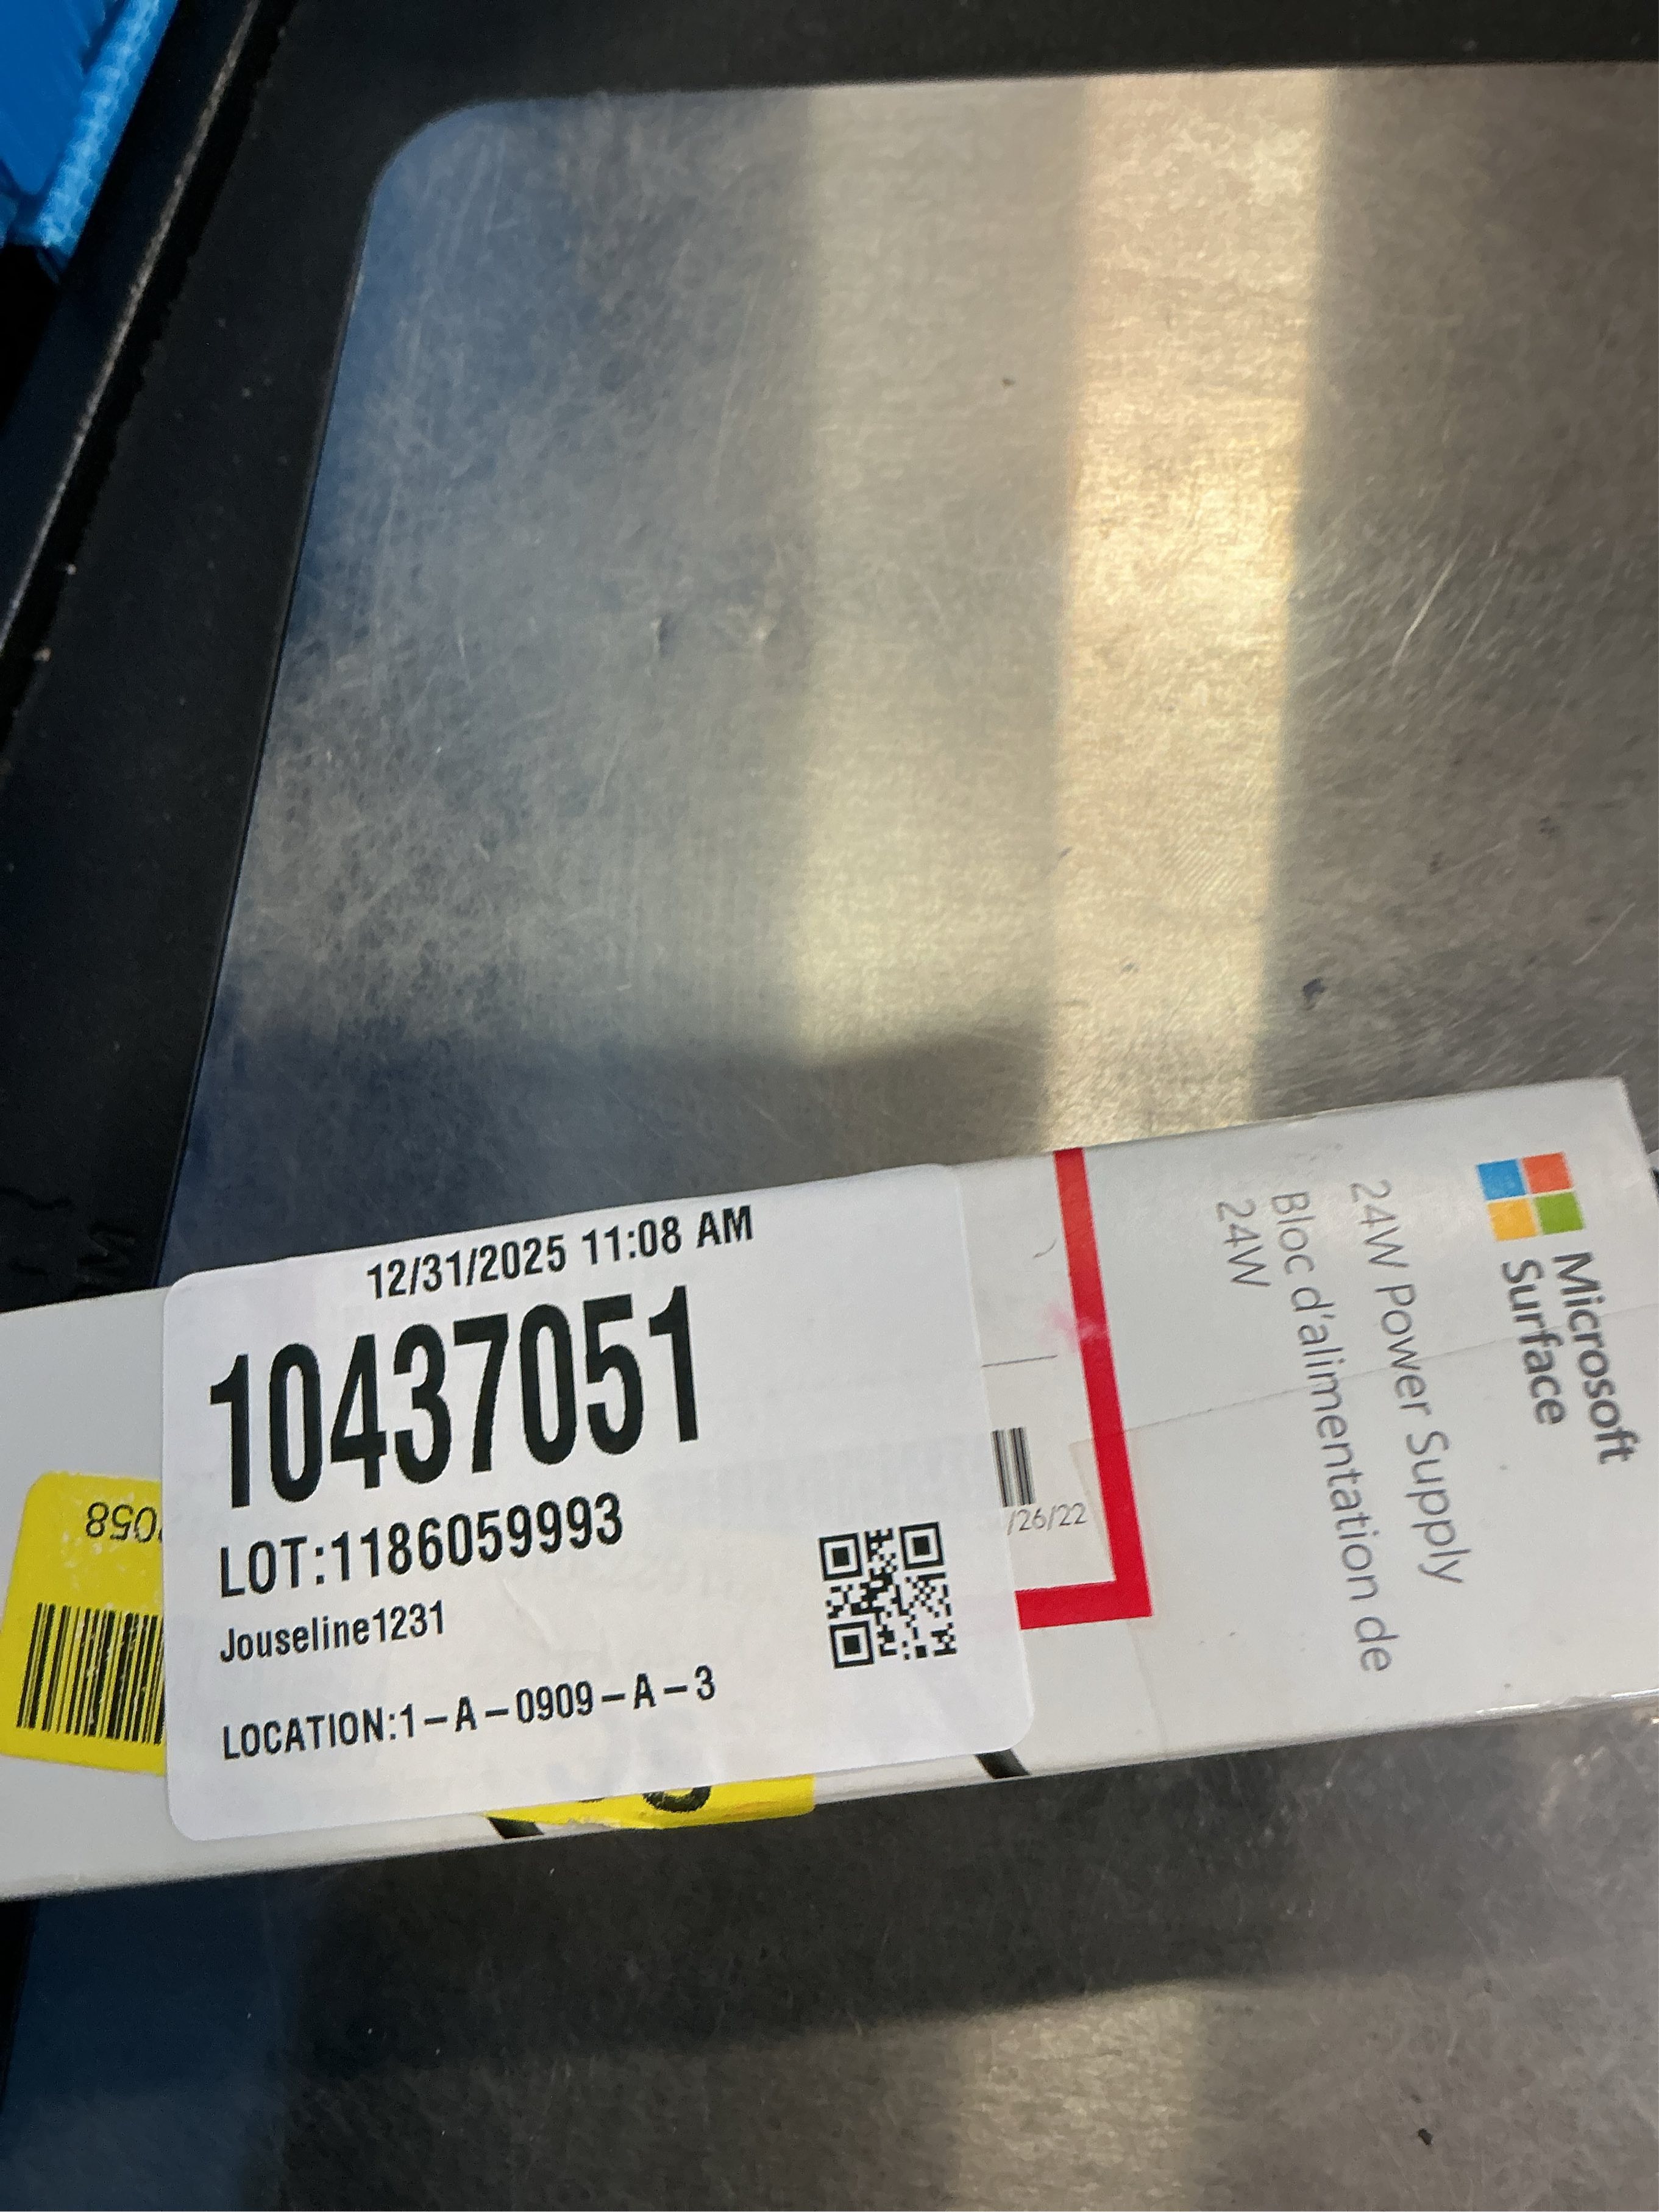 12/31/2025 11:08 AM
10437051
LOT:1186059993
Jouseline1231
LOCATION:1-A-0909-A-3
058
/26/22
Microsoft
Surface
24W Power Supply
Bloc d'alimentation de
24W